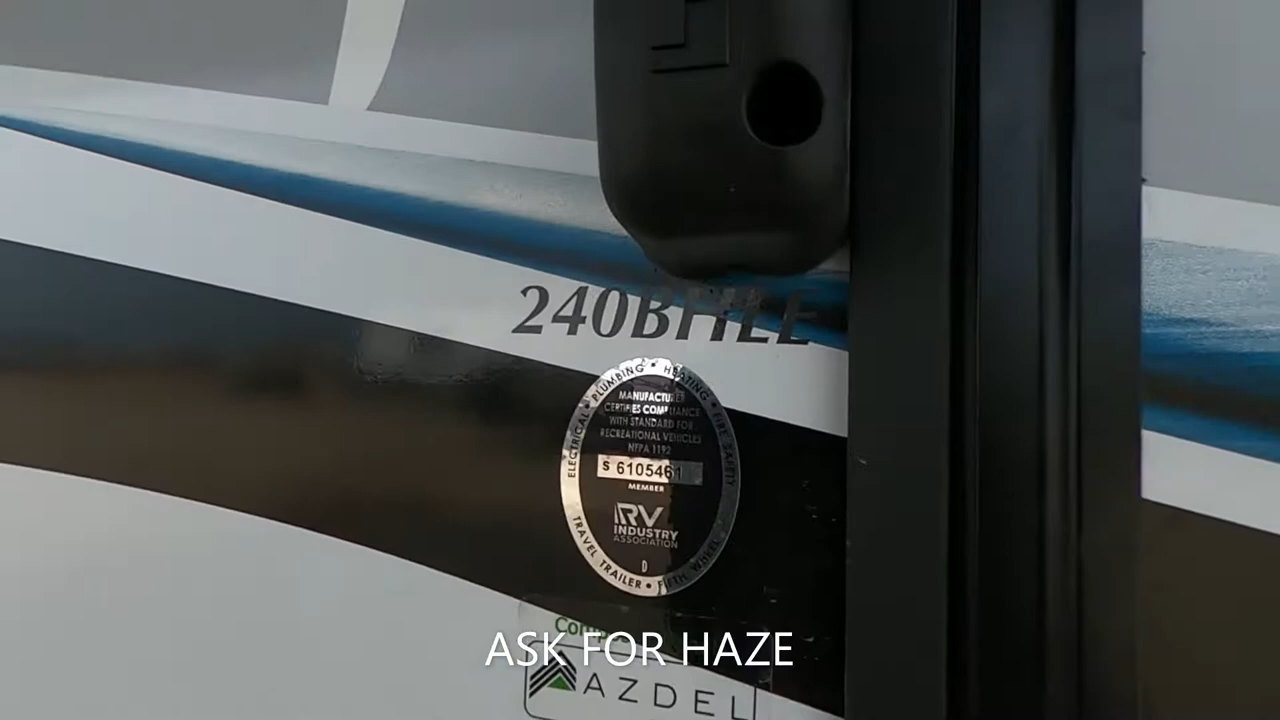 240BHLE
ELECTRICAL • PLUMBING • HEATING • FIRE SAFETY
MANUFACTURER
CERTIFIES COMPLIANCE
WITH STANDARD FOR
RECREATIONAL VEHICLES
NFPA 1192
S 6105461
MEMBER
RV
INDUSTRY
ASSOCIATION
D
TRAVEL TRAILER • FIFTH WHEEL
ASK FOR HAZE
AZDEL